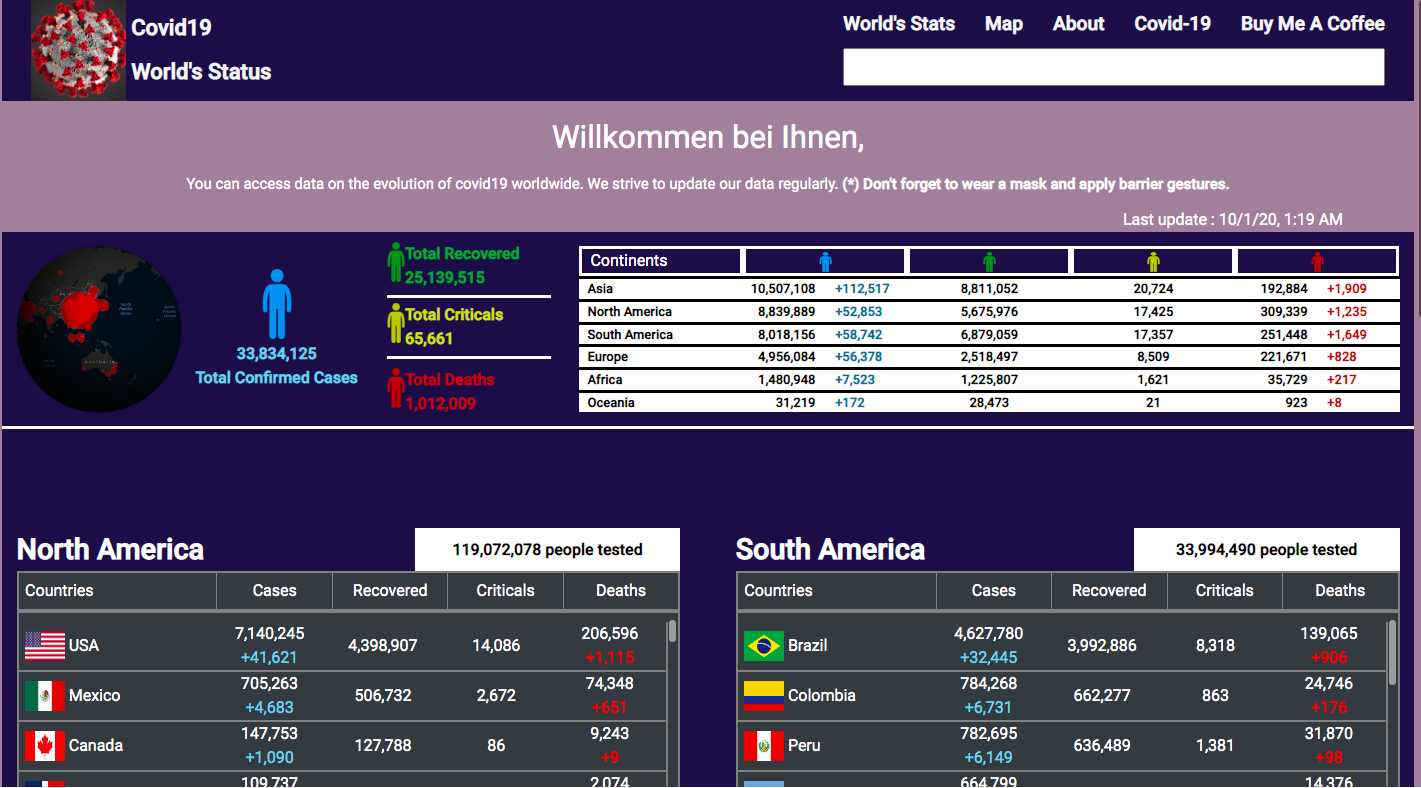 Covid19
World's Status
World's Stats Map About Covid-19 Buy Me A Coffee
Willkommen bei Ihnen,
You can access data on the evolution of covid19 worldwide. We strive to update our data regularly. (*) Don't forget to wear a mask and apply barrier gestures.
Last update : 10/1/20, 1:19 AM
33,834,125
Total Confirmed Cases
Total Recovered
25,139,515
Total Criticals
65,661
Total Deaths
1,012,009
Continents
Asia 10,507,108 +112,517 8,811,052 20,724 192,884 +1,909
North America 8,839,889 +52,853 5,675,976 17,425 309,339 +1,235
South America 8,018,156 +58,742 6,879,059 17,357 251,448 +1,649
Europe 4,956,084 +56,378 2,518,497 8,509 221,671 +828
Africa 1,480,948 +7,523 1,225,807 1,621 35,729 +217
Oceania 31,219 +172 28,473 21 923 +8
North America 119,072,078 people tested
Countries Cases Recovered Criticals Deaths
USA 7,140,245 4,398,907 14,086 206,596
+41,621 +1,115
Mexico 705,263 506,732 2,672 74,348
+4,683 +651
Canada 147,753 127,788 86 9,243
+1,090 +9
109,737 2,074
South America 33,994,490 people tested
Countries Cases Recovered Criticals Deaths
Brazil 4,627,780 3,992,886 8,318 139,065
+32,445 +906
Colombia 784,268 662,277 863 24,746
+6,731 +176
Peru 782,695 636,489 1,381 31,870
+6,149 +98
664,799 14,376